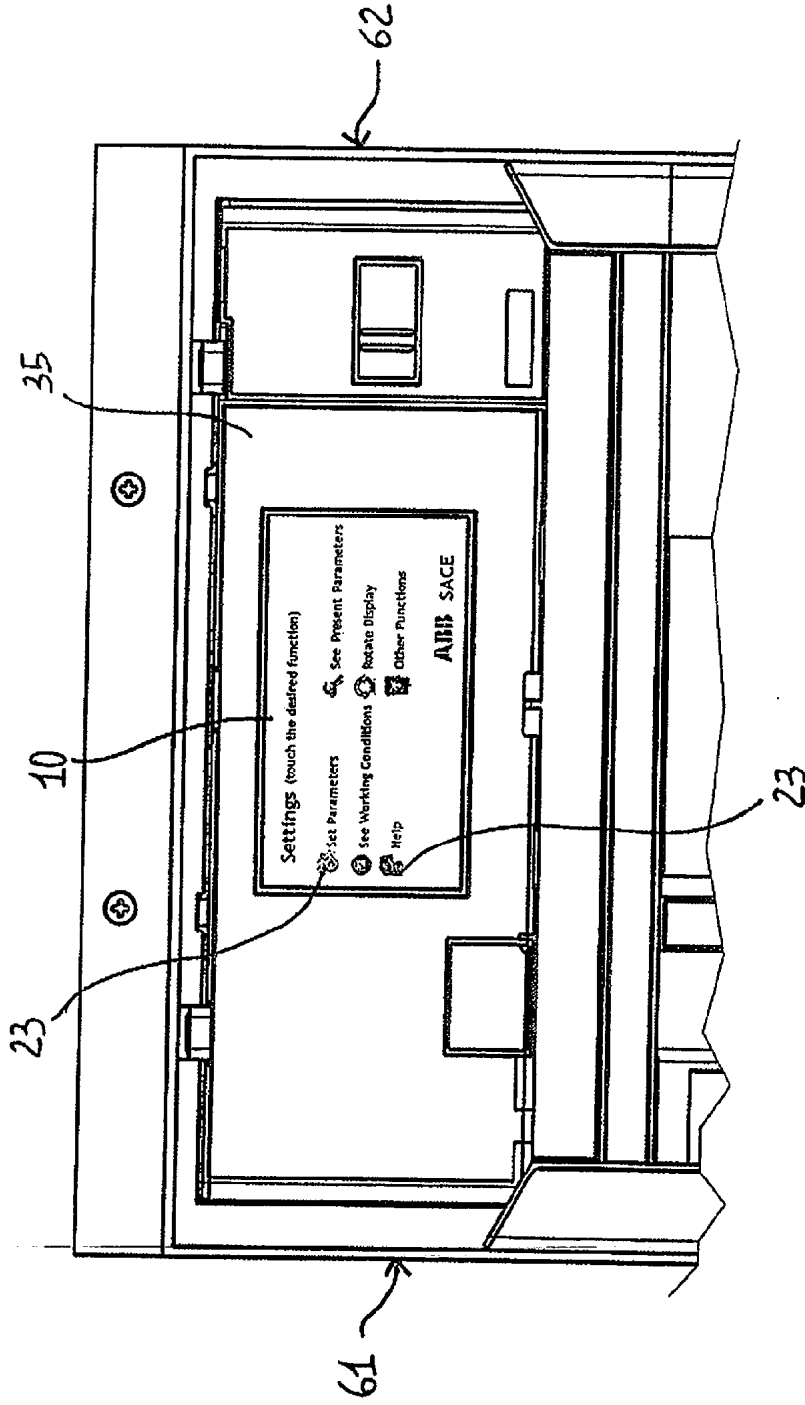 23
10
35
Settings (touch the desired function)
Set Parameters See Present Parameters
See Working Conditions Rotate Display
Help Other Punctions
ABB SACE
61
62
23